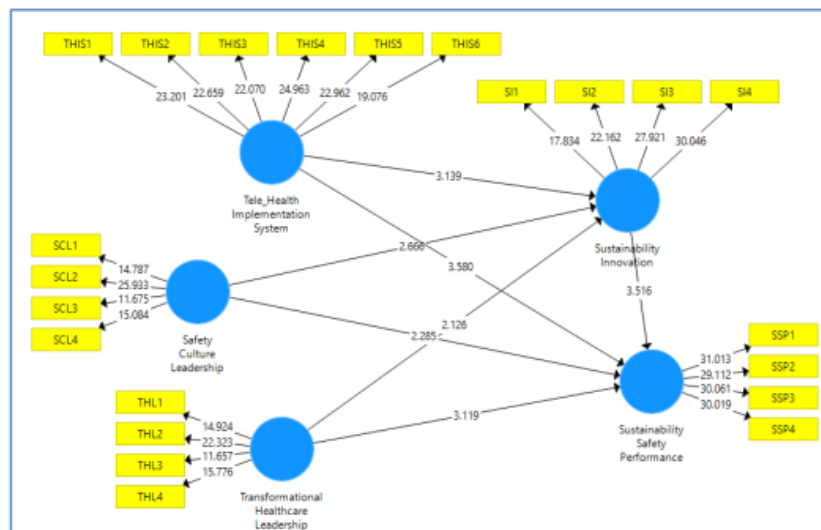 THIS1 THIS2 THIS3 THIS4 THIS5 THIS6
23.201 22.659 22.070 24.963 22.962 19.076
SI1 SI2 SI3 SI4
17.834 22.162 27.921 30.046
Tele_Health
Implementation
System
3.139
Sustainability
Innovation
SCL1
SCL2
SCL3
SCL4
14.787
25.933
11.675
15.084
Safety
Culture
Leadership
2.666
3.580
3.516
2.126
2.285
SSP1
SSP2
SSP3
SSP4
31.013
29.112
30.061
30.019
Sustainability
Safety
Performance
THL1
THL2
THL3
THL4
14.924
22.323
11.657
15.776
3.119
Transformational
Healthcare
Leadership